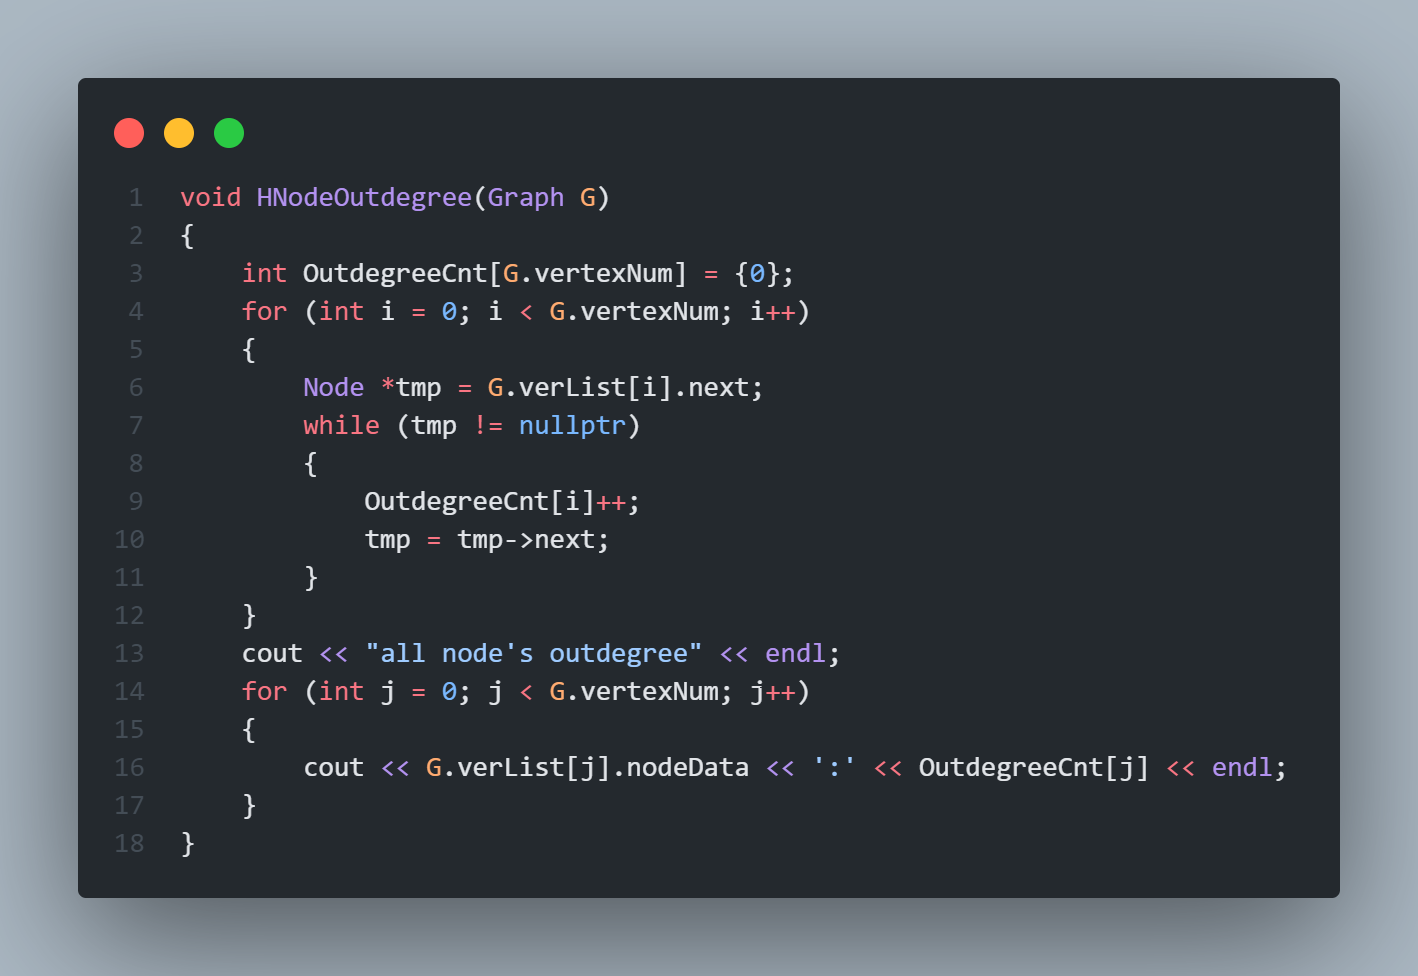 1 void HNodeOutdegree(Graph G)
2 {
3     int OutdegreeCnt[G.vertexNum] = {0};
4     for (int i = 0; i < G.vertexNum; i++)
5     {
6         Node *tmp = G.verList[i].next;
7         while (tmp != nullptr)
8         {
9             OutdegreeCnt[i]++;
10             tmp = tmp->next;
11         }
12     }
13     cout << "all node's outdegree" << endl;
14     for (int j = 0; j < G.vertexNum; j++)
15     {
16         cout << G.verList[j].nodeData << ':' << OutdegreeCnt[j] << endl;
17     }
18 }